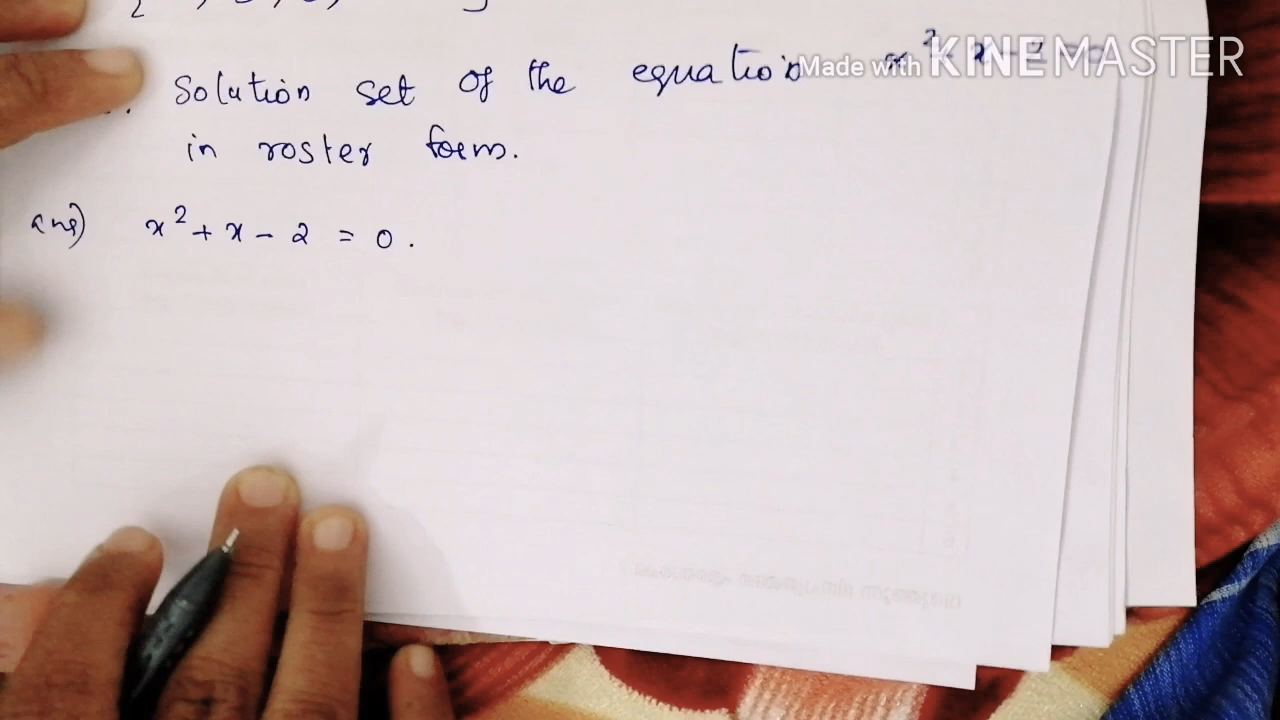 Solution set of the equation
Made with KINEMASTER
in roster form.
ans) x² + x - 2 = 0.